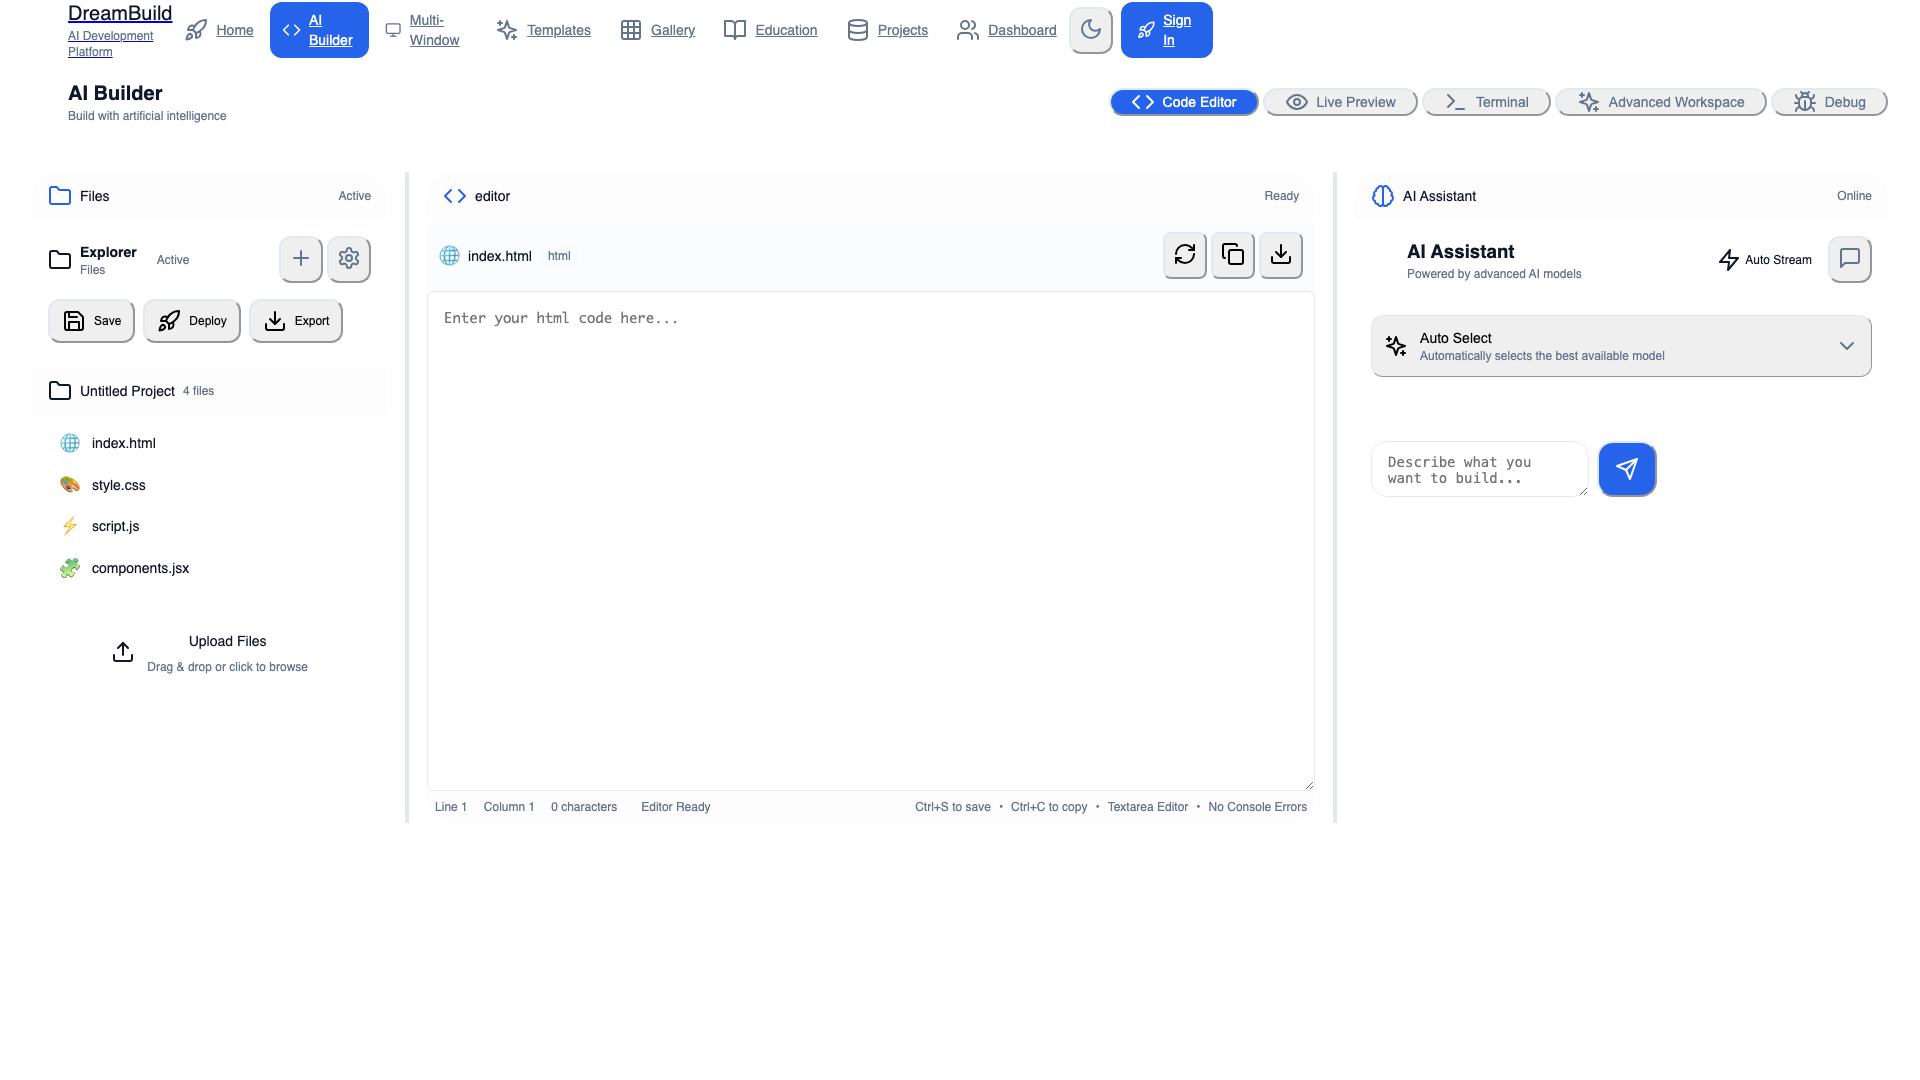 DreamBuild
AI Development
Platform
Home
AI
Builder
Multi-
Window
Templates
Gallery
Education
Projects
Dashboard
Sign
In
AI Builder
Build with artificial intelligence
Code Editor
Live Preview
Terminal
Advanced Workspace
Debug
Files
Active
Explorer
Files
Active
Save
Deploy
Export
Untitled Project 4 files
index.html
style.css
script.js
components.jsx
Upload Files
Drag & drop or click to browse
editor
Ready
index.html html
Enter your html code here...
Line 1 Column 1 0 characters Editor Ready
Ctrl+S to save • Ctrl+C to copy • Textarea Editor • No Console Errors
AI Assistant
Online
AI Assistant
Powered by advanced AI models
Auto Stream
Auto Select
Automatically selects the best available model
Describe what you
want to build...